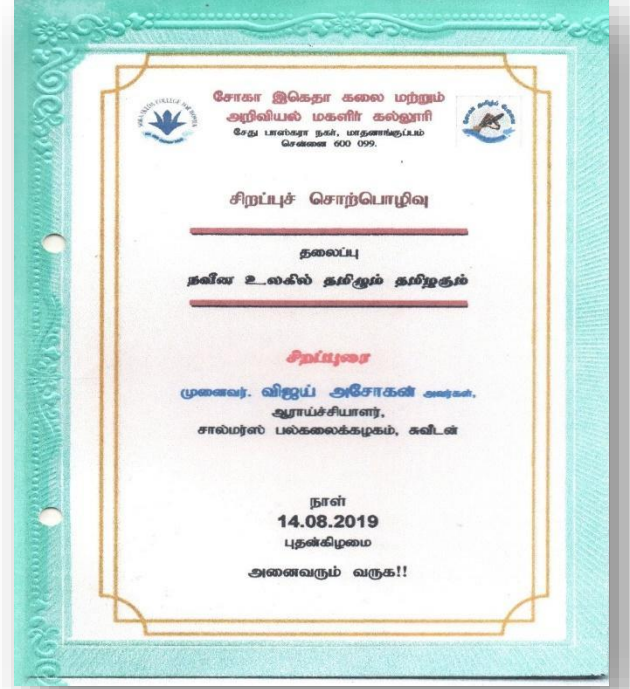 சோகா இகெதா கலை மற்றும்
அறிவியல் மகளிர் கல்லூரி
சேது பாஸ்கரா நகர், மாதனாங்குப்பம்
சென்னை 600 099.
சிறப்புச் சொற்பொழிவு
தலைப்பு
நவீன உலகில் தமிழும் தமிழகும்
சிறப்புரை
முனைவர். விஜய் அசோகன் அவர்கள்,
ஆராய்ச்சியாளர்,
சால்மர்ஸ் பல்கலைக்கழகம், சுவீடன்
நாள்
14.08.2019
புதன்கிழமை
அனைவரும் வருக!!